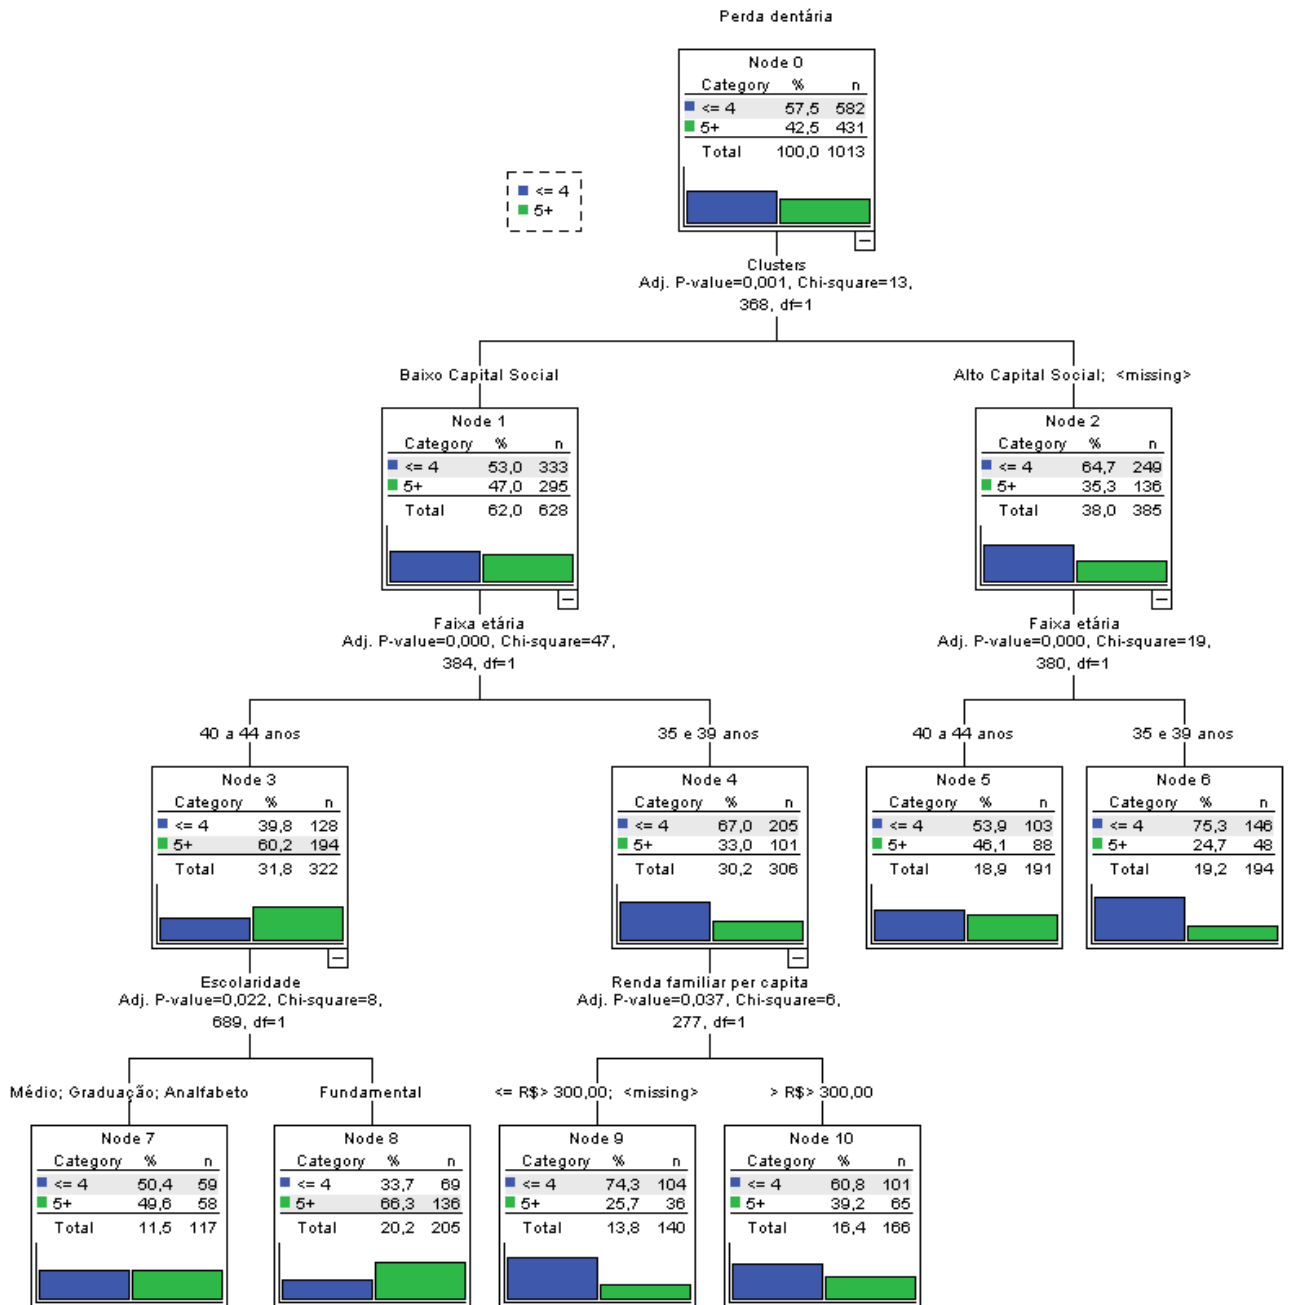 Perda dentária
Node 0
Category % n
<= 4 57,5 582
5+ 42,5 431
Total 100,0 1013
<= 4
5+
Clusters
Adj. P-value=0,001, Chi-square=13,
368, df=1
Baixo Capital Social
Alto Capital Social; <missing>
Node 1
Category % n
<= 4 53,0 333
5+ 47,0 295
Total 62,0 628
Node 2
Category % n
<= 4 64,7 249
5+ 35,3 136
Total 38,0 385
Faixa etária
Adj. P-value=0,000, Chi-square=47,
384, df=1
Faixa etária
Adj. P-value=0,000, Chi-square=19,
380, df=1
40 a 44 anos
35 e 39 anos
40 a 44 anos
35 e 39 anos
Node 3
Category % n
<= 4 39,8 128
5+ 60,2 194
Total 31,8 322
Node 4
Category % n
<= 4 67,0 205
5+ 33,0 101
Total 30,2 306
Node 5
Category % n
<= 4 53,9 103
5+ 46,1 88
Total 18,9 191
Node 6
Category % n
<= 4 75,3 146
5+ 24,7 48
Total 19,2 194
Escolaridade
Adj. P-value=0,022, Chi-square=8,
689, df=1
Renda familiar per capita
Adj. P-value=0,037, Chi-square=6,
277, df=1
Médio; Graduação; Analfabeto
Fundamental
<= R$> 300,00; <missing>
> R$> 300,00
Node 7
Category % n
<= 4 50,4 59
5+ 49,6 58
Total 11,5 117
Node 8
Category % n
<= 4 33,7 69
5+ 66,3 136
Total 20,2 205
Node 9
Category % n
<= 4 74,3 104
5+ 25,7 36
Total 13,8 140
Node 10
Category % n
<= 4 60,8 101
5+ 39,2 65
Total 16,4 166